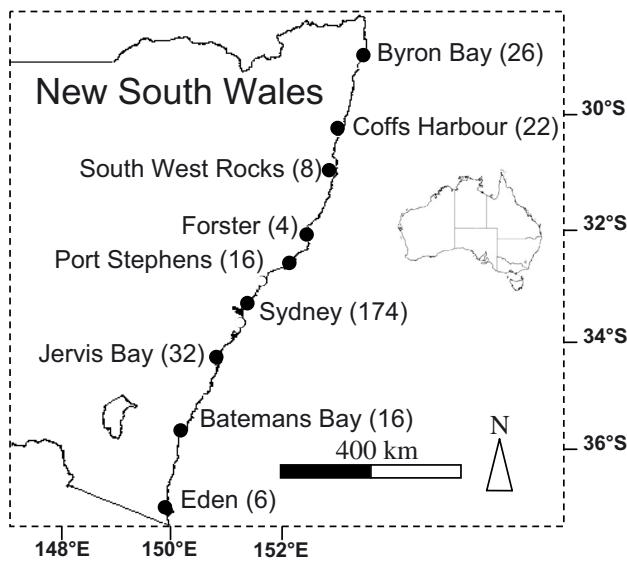 Byron Bay (26)
New South Wales
30°S
Coffs Harbour (22)
South West Rocks (8)
Forster (4)
32°S
Port Stephens (16)
Sydney (174)
34°S
Jervis Bay (32)
Batemans Bay (16)
N
400 km
36°S
Eden (6)
148°E
150°E
152°E